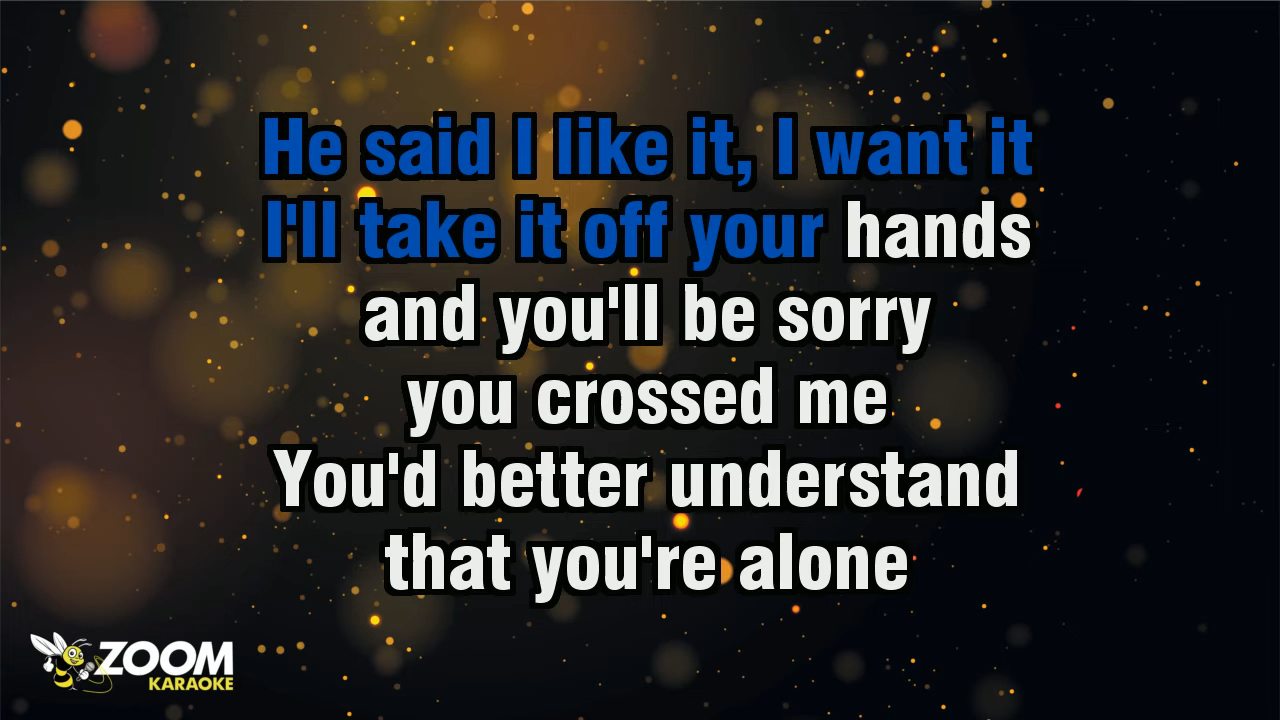 He said I like it, I want it
I'll take it off your hands
and you'll be sorry
you crossed me
You'd better understand
that you're alone
ZOOM
KARAOKE